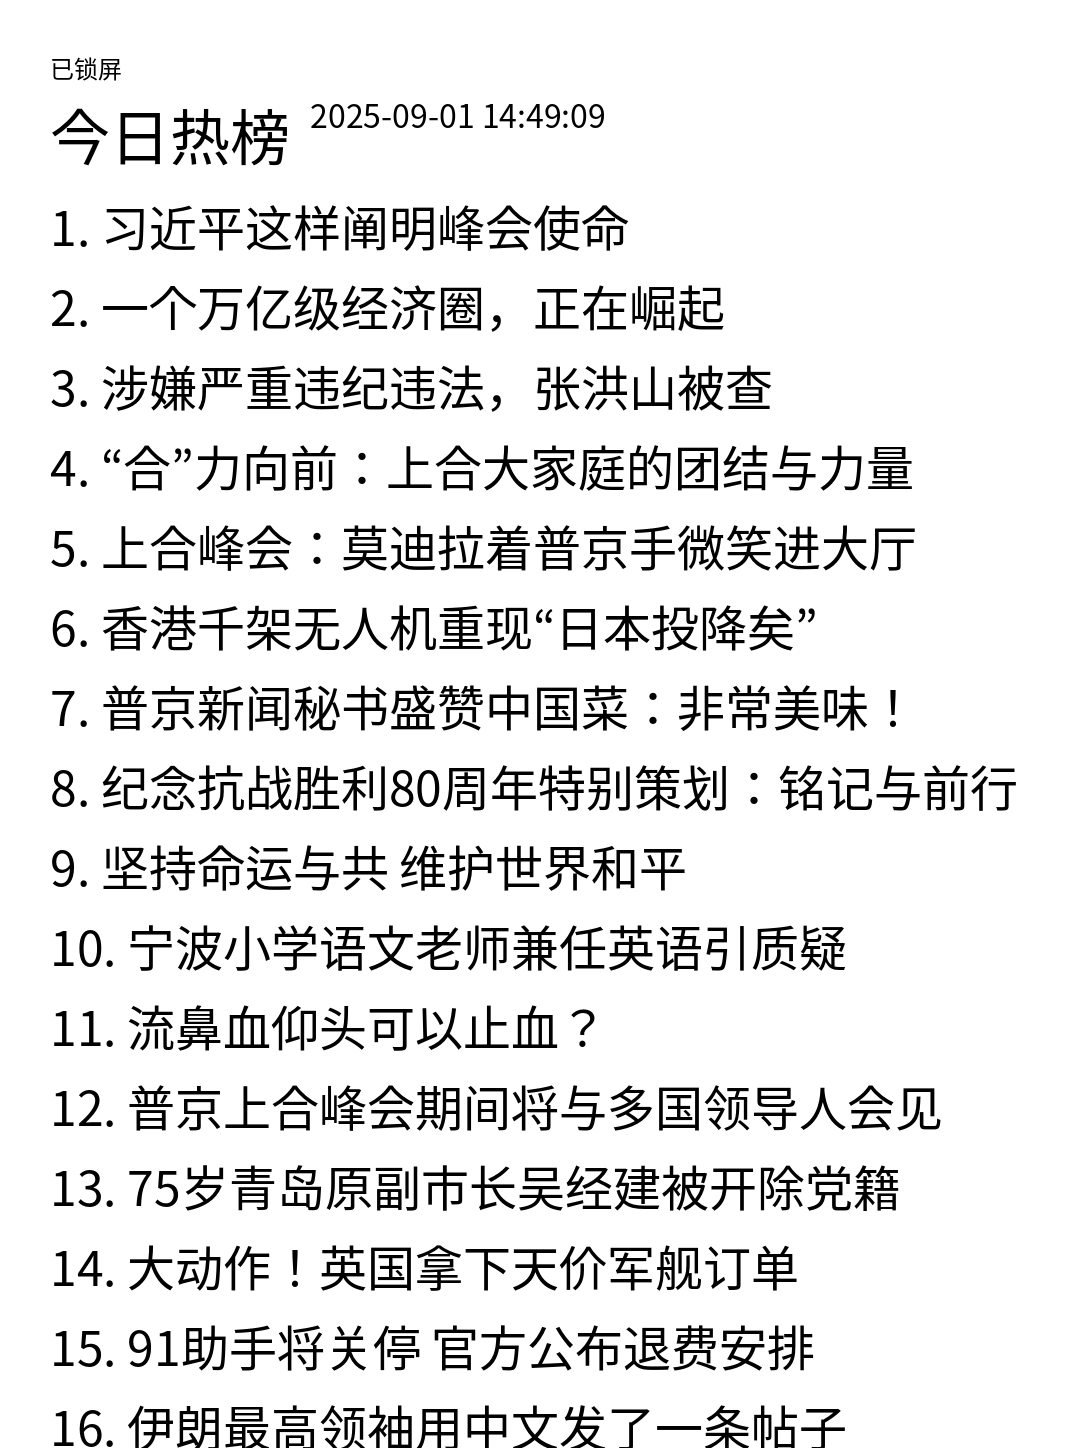 已锁屏
今日热榜 2025-09-01 14:49:09
1. 习近平这样阐明峰会使命
2. 一个万亿级经济圈，正在崛起
3. 涉嫌严重违纪违法，张洪山被查
4. “合”力向前：上合大家庭的团结与力量
5. 上合峰会：莫迪拉着普京手微笑进大厅
6. 香港千架无人机重现“日本投降矣”
7. 普京新闻秘书盛赞中国菜：非常美味！
8. 纪念抗战胜利80周年特别策划：铭记与前行
9. 坚持命运与共 维护世界和平
10. 宁波小学语文老师兼任英语引质疑
11. 流鼻血仰头可以止血？
12. 普京上合峰会期间将与多国领导人会见
13. 75岁青岛原副市长吴经建被开除党籍
14. 大动作！英国拿下天价军舰订单
15. 91助手将关停 官方公布退费安排
16. 伊朗最高领袖用中文发了一条帖子